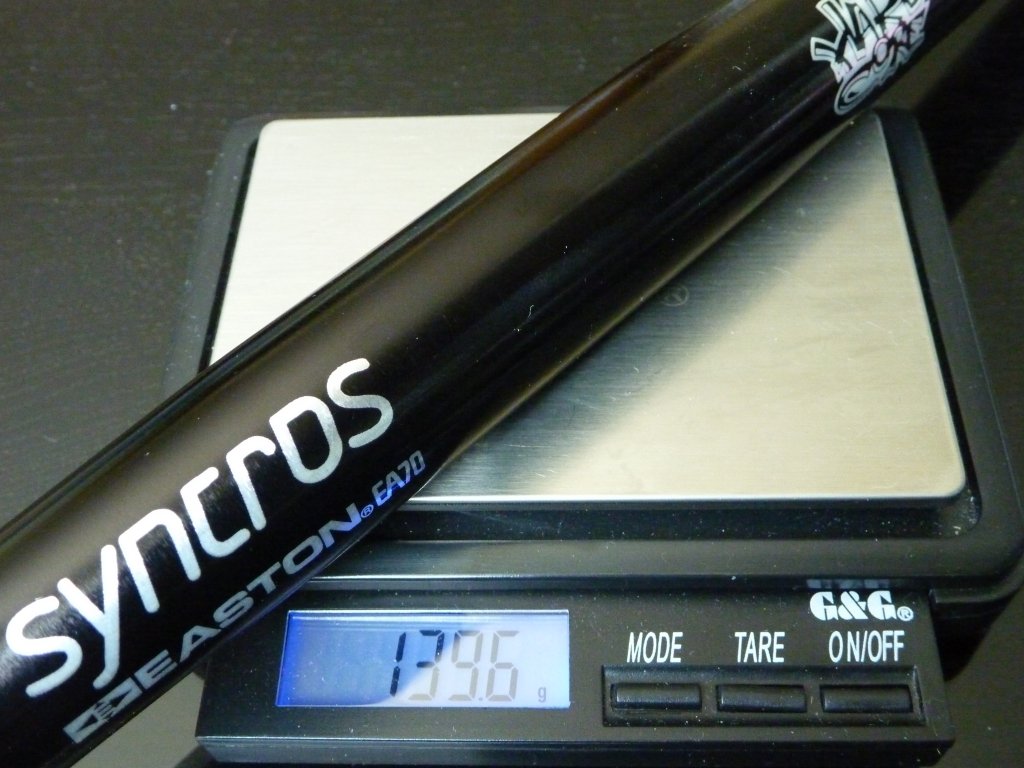 syncros
EASTON® EA70
G&G®
MODE TARE ON/OFF
139.6 g